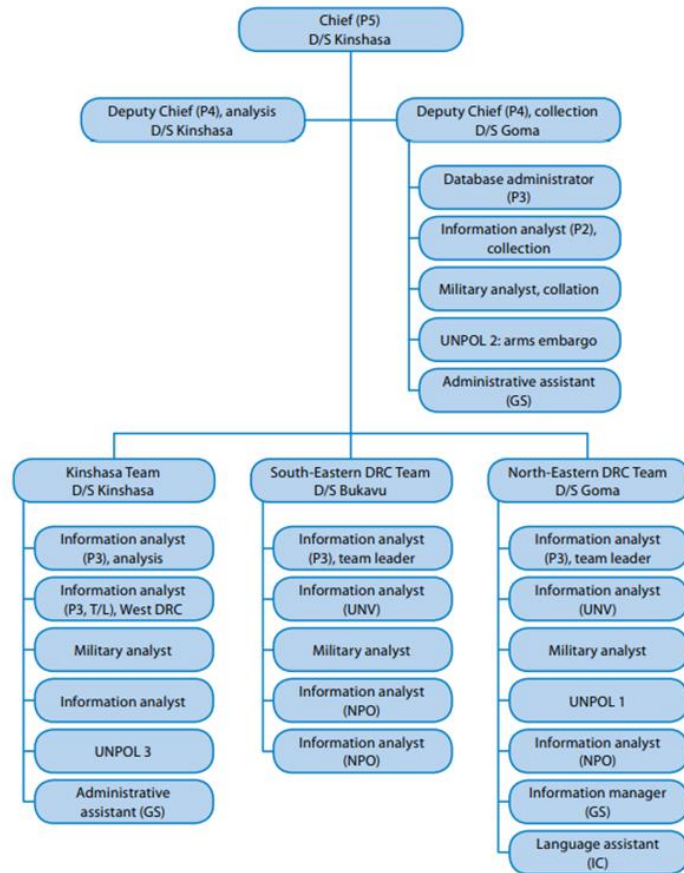 Chief (P5)
D/S Kinshasa
Deputy Chief (P4), analysis
D/S Kinshasa
Deputy Chief (P4), collection
D/S Goma
Database administrator
(P3)
Information analyst (P2),
collection
Military analyst, collation
UNPOL 2: arms embargo
Administrative assistant
(GS)
Kinshasa Team
D/S Kinshasa
Information analyst
(P3), analysis
Information analyst
(P3, T/L), West DRC
Military analyst
Information analyst
UNPOL 3
Administrative
assistant (GS)
South-Eastern DRC Team
D/S Bukavu
Information analyst
(P3), team leader
Information analyst
(UNV)
Military analyst
Information analyst
(NPO)
Information analyst
(NPO)
North-Eastern DRC Team
D/S Goma
Information analyst
(P3), team leader
Information analyst
(UNV)
Military analyst
UNPOL 1
Information analyst
(NPO)
Information manager
(GS)
Language assistant
(IC)